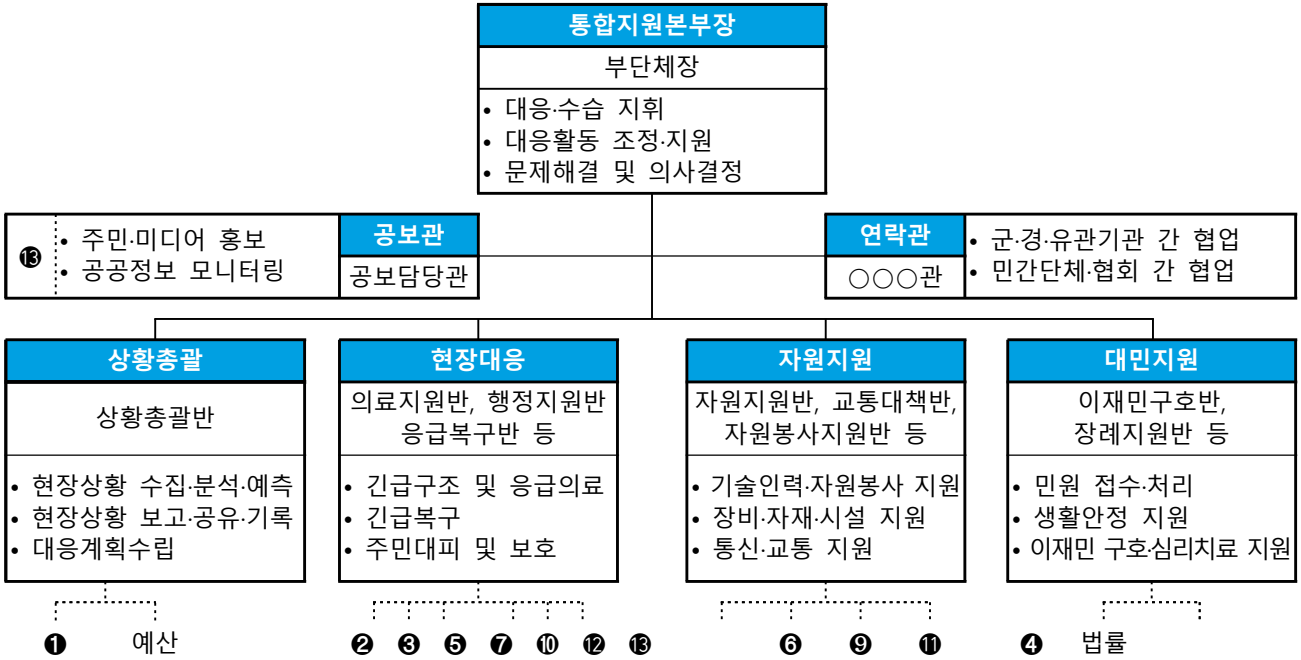 통합지원본부장
부단체장
• 대응·수습 지휘
• 대응활동 조정·지원
• 문제해결 및 의사결정
⓭
• 주민·미디어 홍보
• 공공정보 모니터링
공보관
공보담당관
연락관
○○○관
• 군·경·유관기관 간 협업
• 민간단체·협회 간 협업
상황총괄
상황총괄반
• 현장상황 수집·분석·예측
• 현장상황 보고·공유·기록
• 대응계획수립
❶ 예산
현장대응
의료지원반, 행정지원반
응급복구반 등
• 긴급구조 및 응급의료
• 긴급복구
• 주민대피 및 보호
❷ ❸ ❺ ❼ ❿ ⓬ ⓭
자원지원
자원지원반, 교통대책반,
자원봉사지원반 등
• 기술인력·자원봉사 지원
• 장비·자재·시설 지원
• 통신·교통 지원
❻ ❾ ⓫
대민지원
이재민구호반,
장례지원반 등
• 민원 접수·처리
• 생활안정 지원
• 이재민 구호·심리치료 지원
❹ 법률